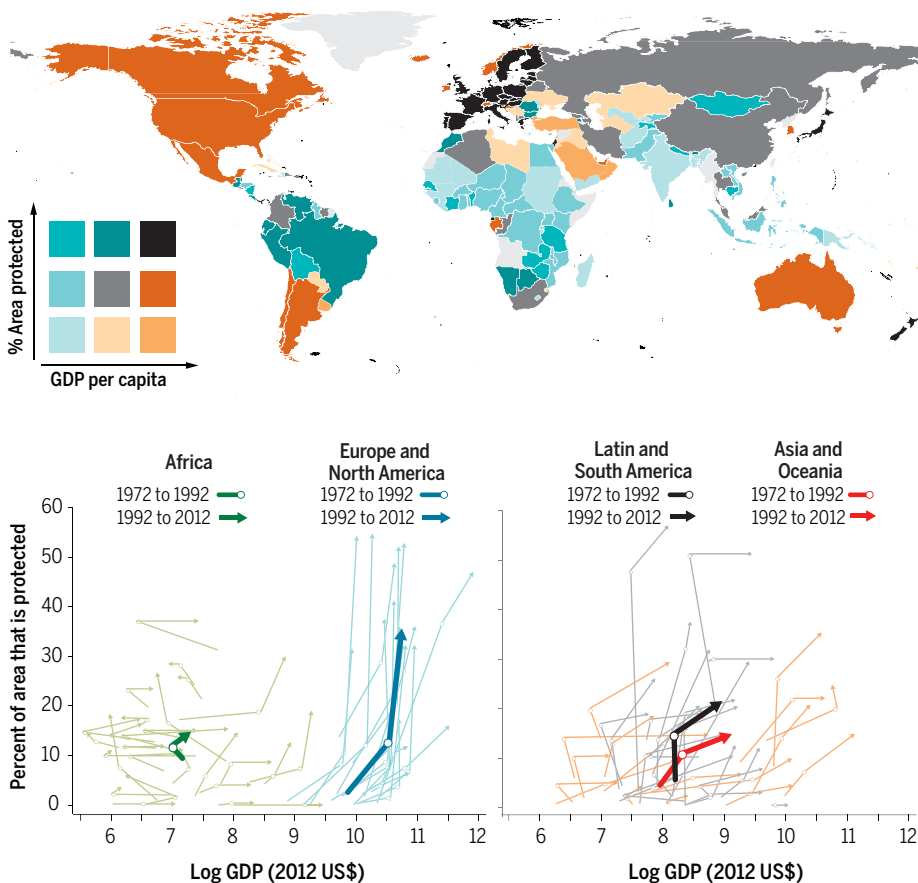 % Area protected
GDP per capita
Africa
1972 to 1992
1992 to 2012
Europe and
North America
1972 to 1992
1992 to 2012
Latin and
South America
1972 to 1992
1992 to 2012
Asia and
Oceania
1972 to 1992
1992 to 2012
Percent of area that is protected
60
50
40
30
20
10
0
6 7 8 9 10 11 12
Log GDP (2012 US$)
6 7 8 9 10 11 12
Log GDP (2012 US$)